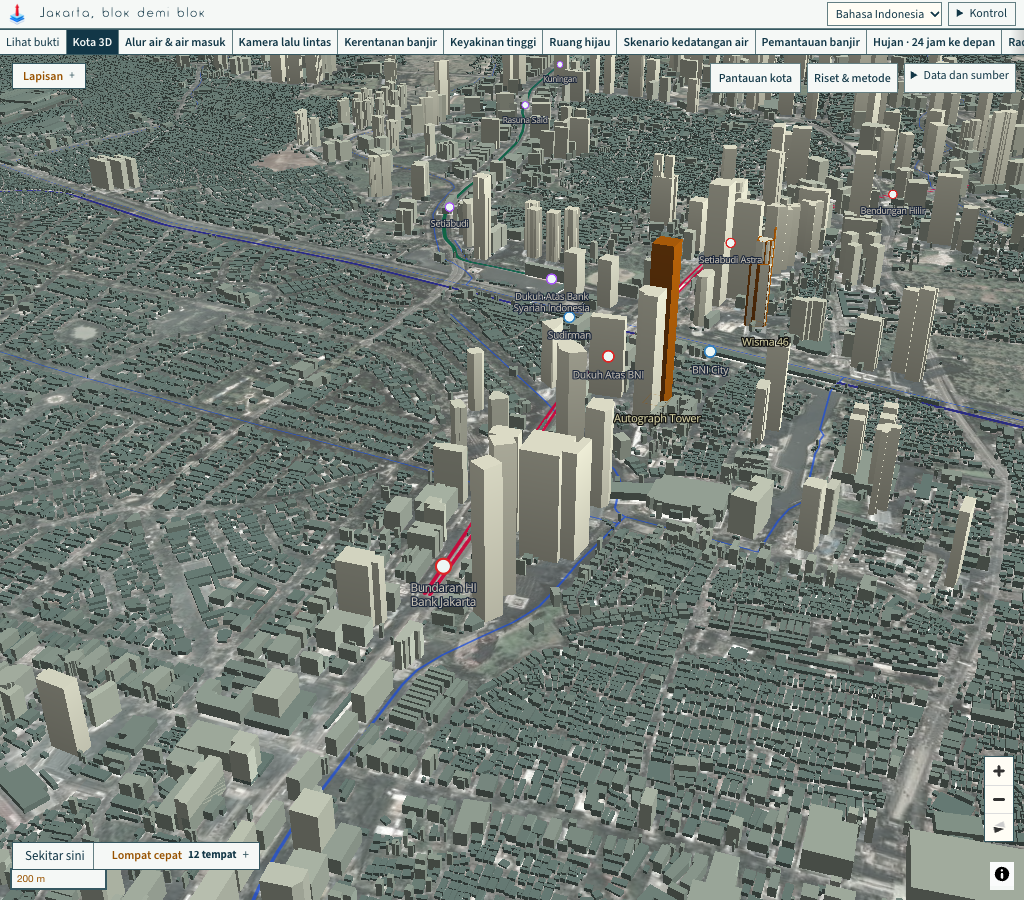 Jakarta, blok demi blok
Bahasa Indonesia
Kontrol
Lihat bukti
Kota 3D
Alur air & air masuk
Kamera lalu lintas
Kerentanan banjir
Keyakinan tinggi
Ruang hijau
Skenario kedatangan air
Pemantauan banjir
Hujan · 24 jam ke depan
Lapisan +
Pantauan kota
Riset & metode
Data dan sumber
Kuningan
Rasuna Said
Setiabudi
Bendungan Hilir
Setiabudi Astra
Dukuh Atas Bank
Syariah Indonesia
Sudirman
Wisma 46
Dukuh Atas BNI
BNI City
Autograph Tower
Bundaran HI
Bank Jakarta
Sekitar sini
Lompat cepat 12 tempat +
200 m